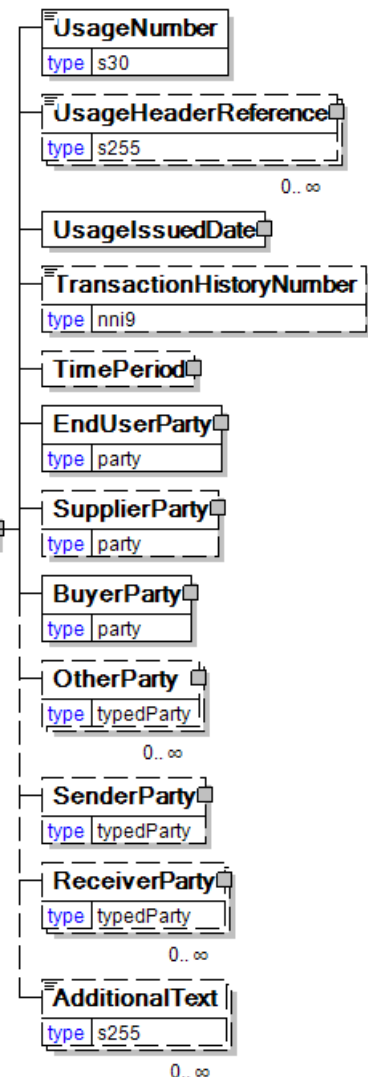 UsageNumber
type s30
UsageHeaderReference
type s255
0.. ∞
UsageIssuedDate
TransactionHistoryNumber
type nni9
TimePeriod
EndUserParty
type party
SupplierParty
type party
BuyerParty
type party
OtherParty
type typedParty
0.. ∞
SenderParty
type typedParty
ReceiverParty
type typedParty
0.. ∞
AdditionalText
type s255
0.. ∞